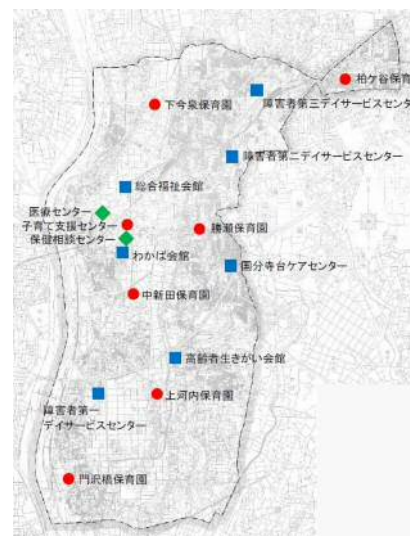 柏ケ谷保育
下今泉保育園
障害者第三デイサービスセンタ
障害者第二デイサービスセンター
総合福祉会館
医療センター
子育て支援センター
勝瀬保育園
保健相談センター
わかば会館
国分寺台ケアセンター
中新田保育園
高齢者生きがい会館
上河内保育園
障害者第一
デイサービスセンター
門沢橋保育園